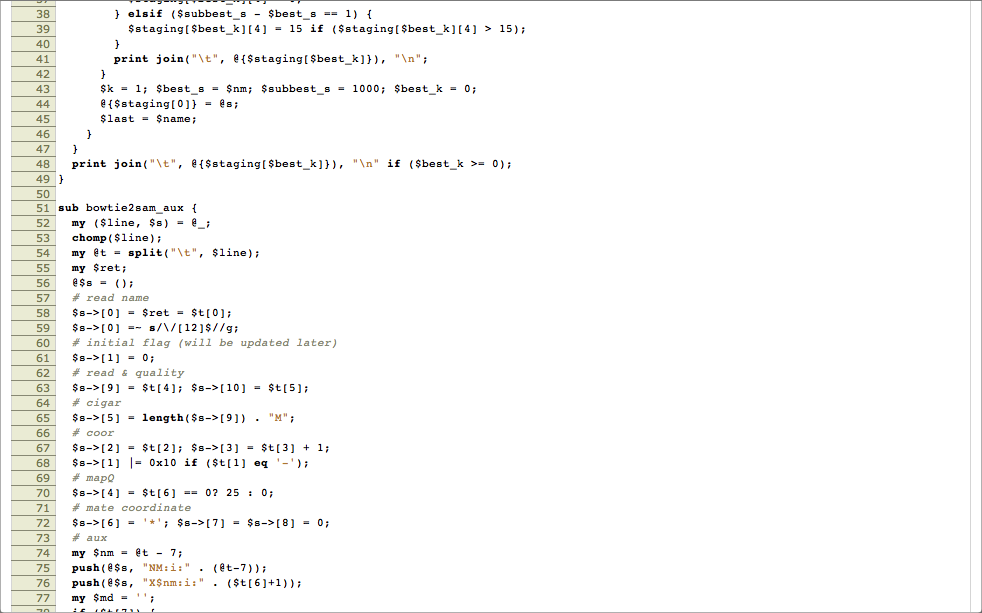 38 } elsif ($subbest_s - $best_s == 1) {
39 $staging[$best_k][4] = 15 if ($staging[$best_k][4] > 15);
40 }
41 print join("\t", @{$staging[$best_k]}), "\n";
42 }
43 $k = 1; $best_s = $nm; $subbest_s = 1000; $best_k = 0;
44 @{$staging[0]} = @s;
45 $last = $name;
46 }
47 }
48 print join("\t", @{$staging[$best_k]}), "\n" if ($best_k >= 0);
49 }
50
51 sub bowtie2sam_aux {
52 my ($line, $s) = @_;
53 chomp($line);
54 my @t = split("\t", $line);
55 my $ret;
56 @$s = ();
57 # read name
58 $s->[0] = $ret = $t[0];
59 $s->[0] =~ s/\/[12]$//g;
60 # initial flag (will be updated later)
61 $s->[1] = 0;
62 # read & quality
63 $s->[9] = $t[4]; $s->[10] = $t[5];
64 # cigar
65 $s->[5] = length($s->[9]) . "M";
66 # coor
67 $s->[2] = $t[2]; $s->[3] = $t[3] + 1;
68 $s->[1] |= 0x10 if ($t[1] eq '-');
69 # mapQ
70 $s->[4] = $t[6] == 0? 25 : 0;
71 # mate coordinate
72 $s->[6] = '*'; $s->[7] = $s->[8] = 0;
73 # aux
74 my $nm = @t - 7;
75 push(@$s, "NM:i:" . (@t-7));
76 push(@$s, "X$nm:i:" . ($t[6]+1));
77 my $md = '';